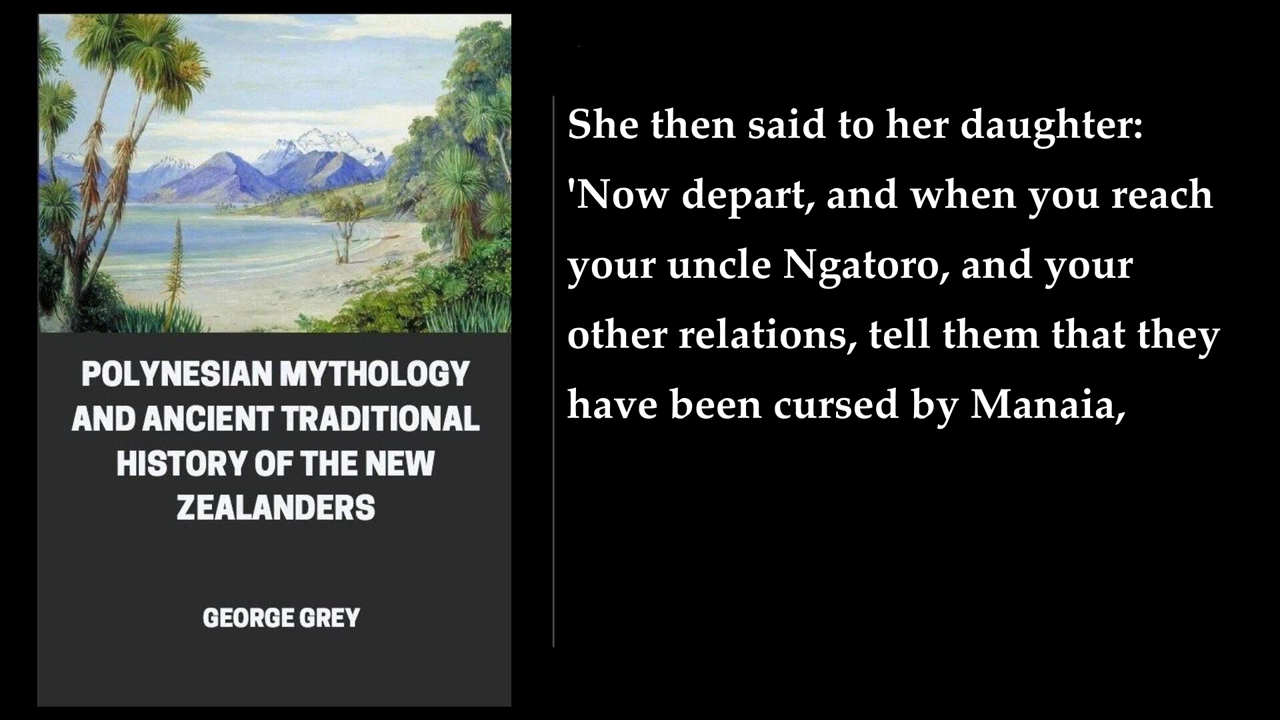 POLYNESIAN MYTHOLOGY
AND ANCIENT TRADITIONAL
HISTORY OF THE NEW
ZEALANDERS
GEORGE GREY
She then said to her daughter:
'Now depart, and when you reach
your uncle Ngatoro, and your
other relations, tell them that they
have been cursed by Manaia,